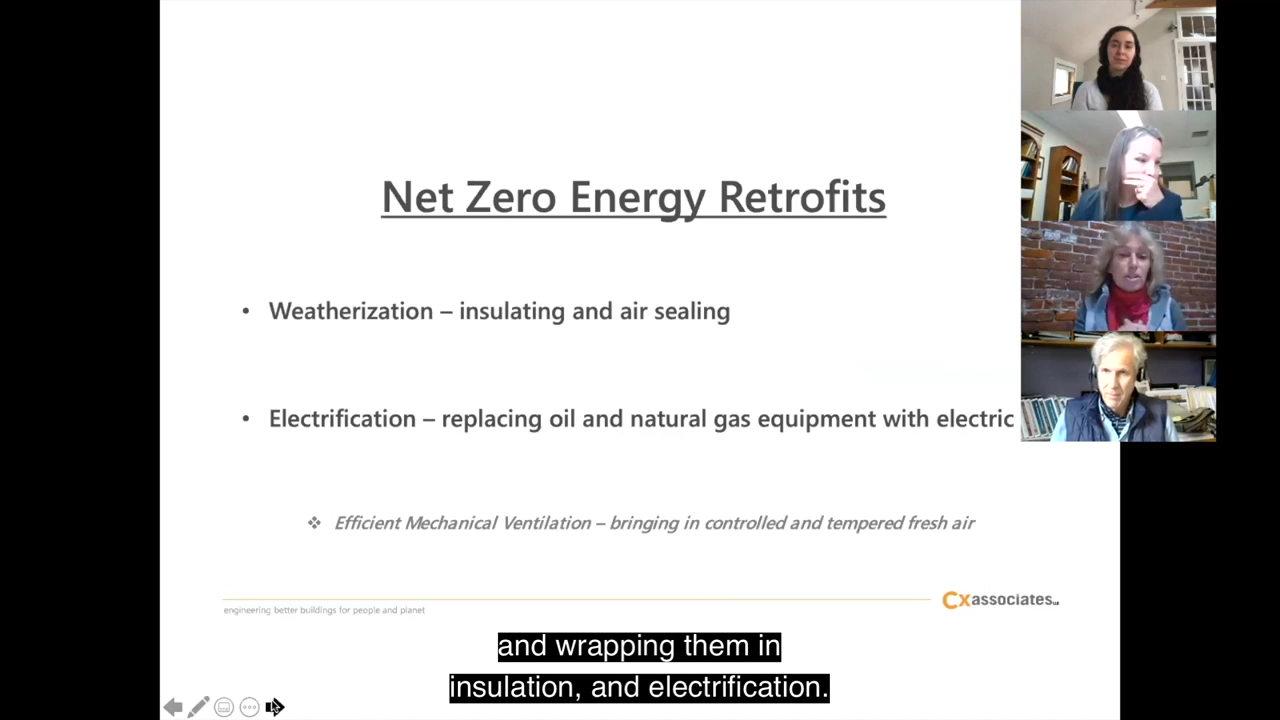 Net Zero Energy Retrofits
• Weatherization – insulating and air sealing
• Electrification – replacing oil and natural gas equipment with electric
❖ Efficient Mechanical Ventilation – bringing in controlled and tempered fresh air
engineering better buildings for people and planet
Cxassociates LLC
and wrapping them in
insulation, and electrification.